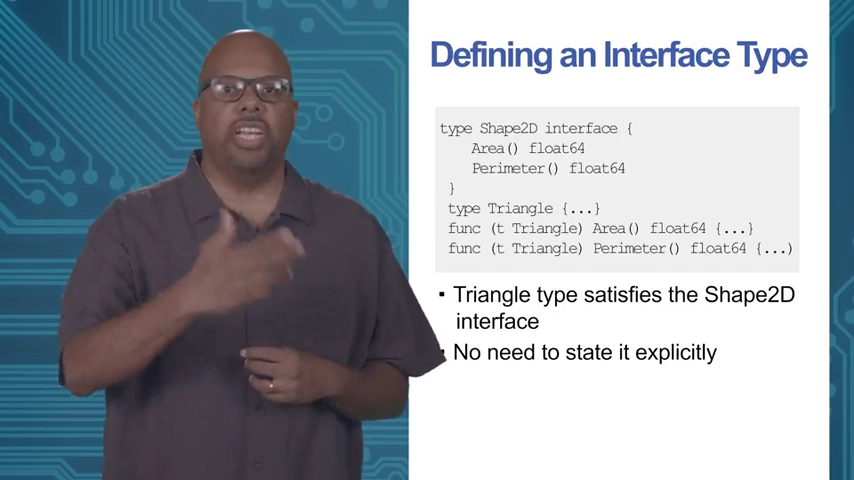 Defining an Interface Type
type Shape2D interface {
Area() float64
Perimeter() float64
}
type Triangle {...}
func (t Triangle) Area() float64 {...}
func (t Triangle) Perimeter() float64 {...)
▪ Triangle type satisfies the Shape2D
interface
▪ No need to state it explicitly